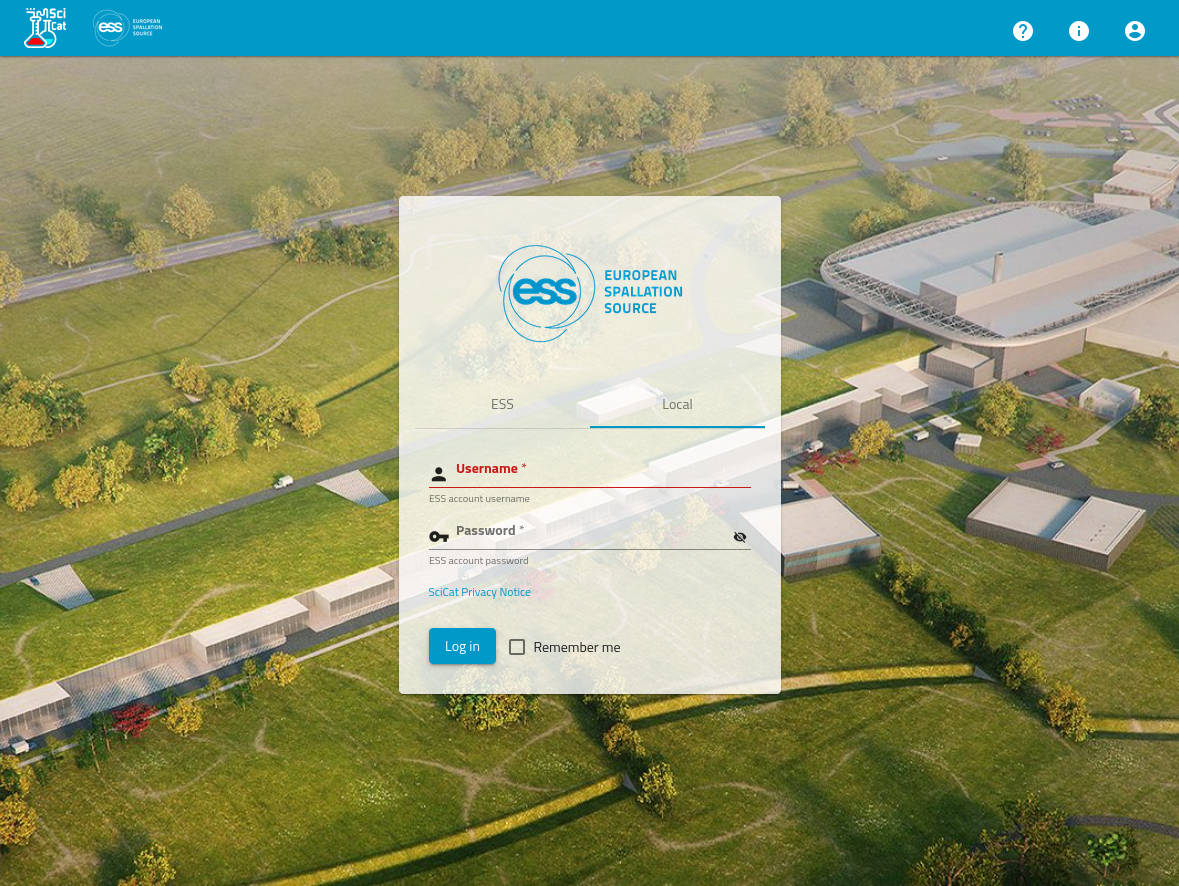 Sci
Cat
ess
EUROPEAN
SPALLATION
SOURCE
ess
EUROPEAN
SPALLATION
SOURCE
ESS
Local
Username *
ESS account username
Password *
ESS account password
SciCat Privacy Notice
Log in
Remember me